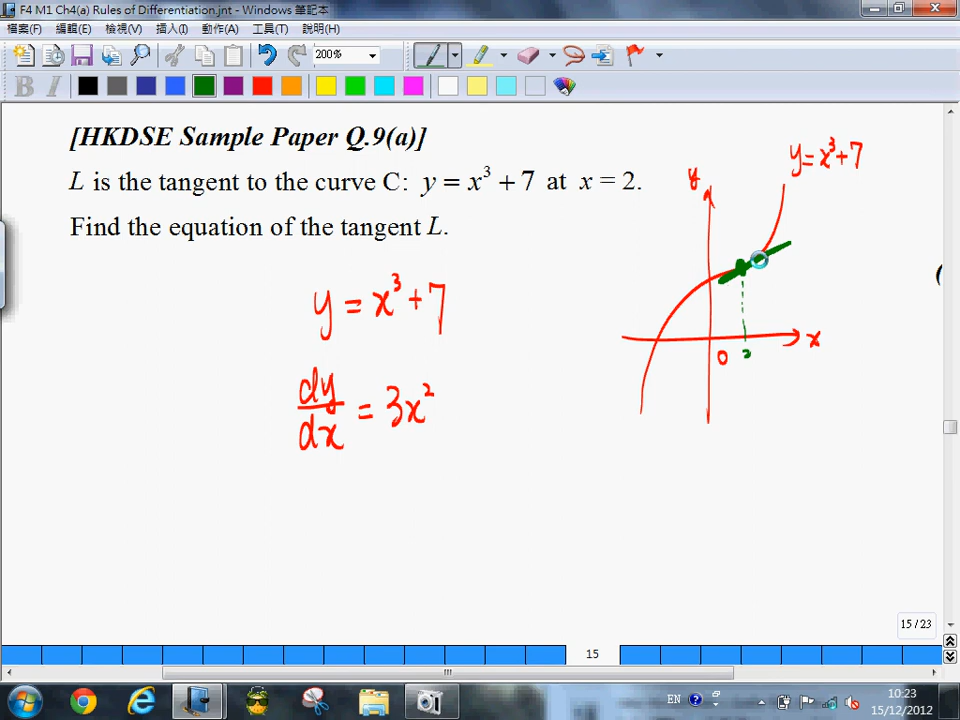 F4 M1 Ch4(a) Rules of Differentiation.jnt - Windows 筆記本
檔案(F) 編輯(E) 檢視(V) 插入(I) 動作(A) 工具(T) 說明(H)
200%
B I
[HKDSE Sample Paper Q.9(a)]
L is the tangent to the curve C: y = x³ + 7 at x = 2.
Find the equation of the tangent L.
y = x³+7
y
x
0
2
y = x³+7
dy/dx = 3x²
(
15 / 23
15
EN
10:23
15/12/2012